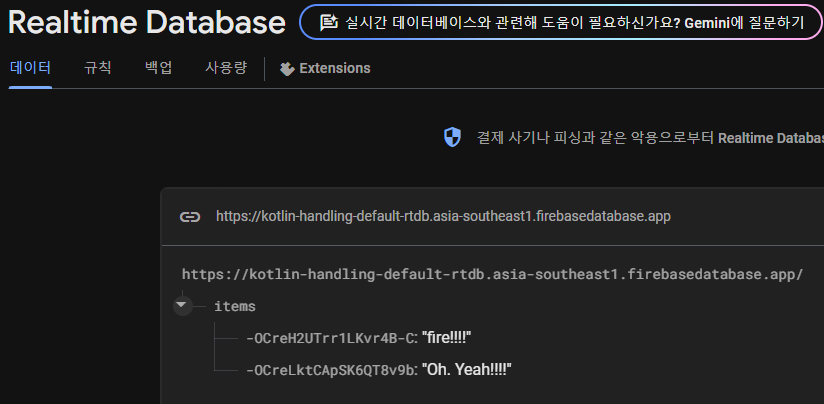 Realtime Database 실시간 데이터베이스와 관련해 도움이 필요하신가요? Gemini에 질문하기
데이터 규칙 백업 사용량 Extensions
결제 사기나 피싱과 같은 악용으로부터 Realtime Databas
https://kotlin-handling-default-rtdb.asia-southeast1.firebasedatabase.app
https://kotlin-handling-default-rtdb.asia-southeast1.firebasedatabase.app/
items
-OCreH2UTrr1LKvr4B-C: "fire!!!!"
-OCreLktCApSK6QT8v9b: "Oh. Yeah!!!!"